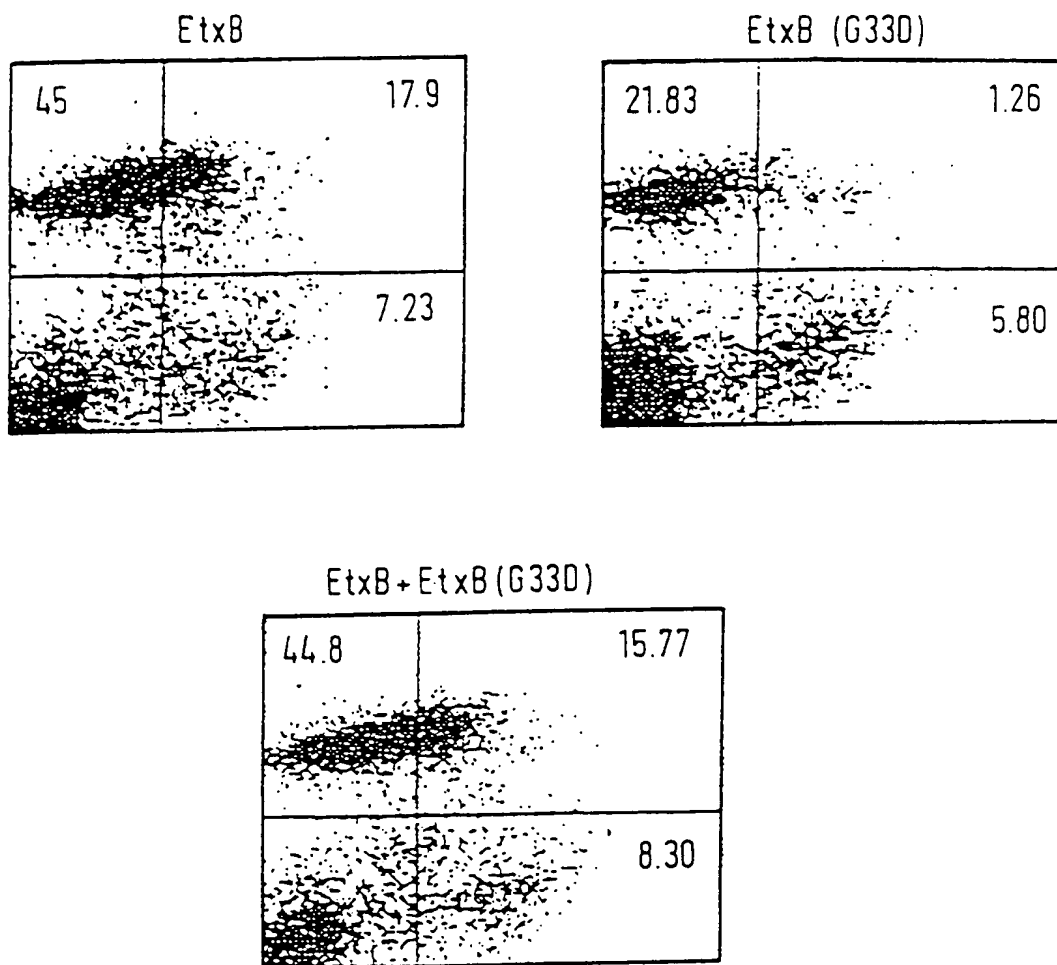 EtxB
45 17.9
7.23
EtxB (G33D)
21.83 1.26
5.80
EtxB + EtxB (G33D)
44.8 15.77
8.30